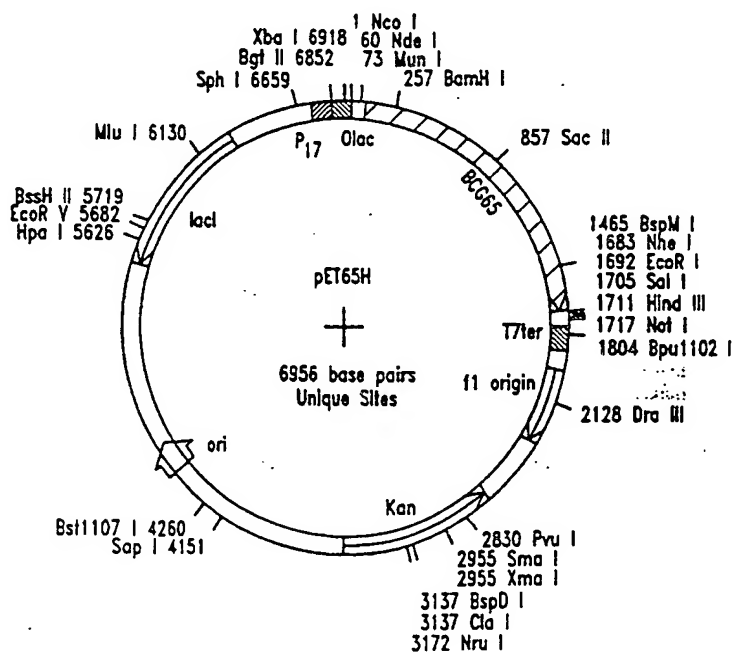 1 Nco I
Xba I 6918 60 Nde I
Bgt II 6852 73 Mun I
Sph I 6659 257 BamH I
Mlu I 6130
P17 Olac
857 Sac II
BCG65
BssH II 5719
EcoR V 5682
Hpa I 5626
lacI
1465 BspM I
1683 Nhe I
1692 EcoR I
1705 Sal I
1711 Hind III
1717 Not I
1804 Bpu1102 I
pET65H
T7ter
6956 base pairs
Unique Sites
f1 origin
2128 Dra III
ori
Kan
Bst1107 I 4260
Sap I 4151
2830 Pvu I
2955 Sma I
2955 Xma I
3137 BspD I
3137 Cla I
3172 Nru I